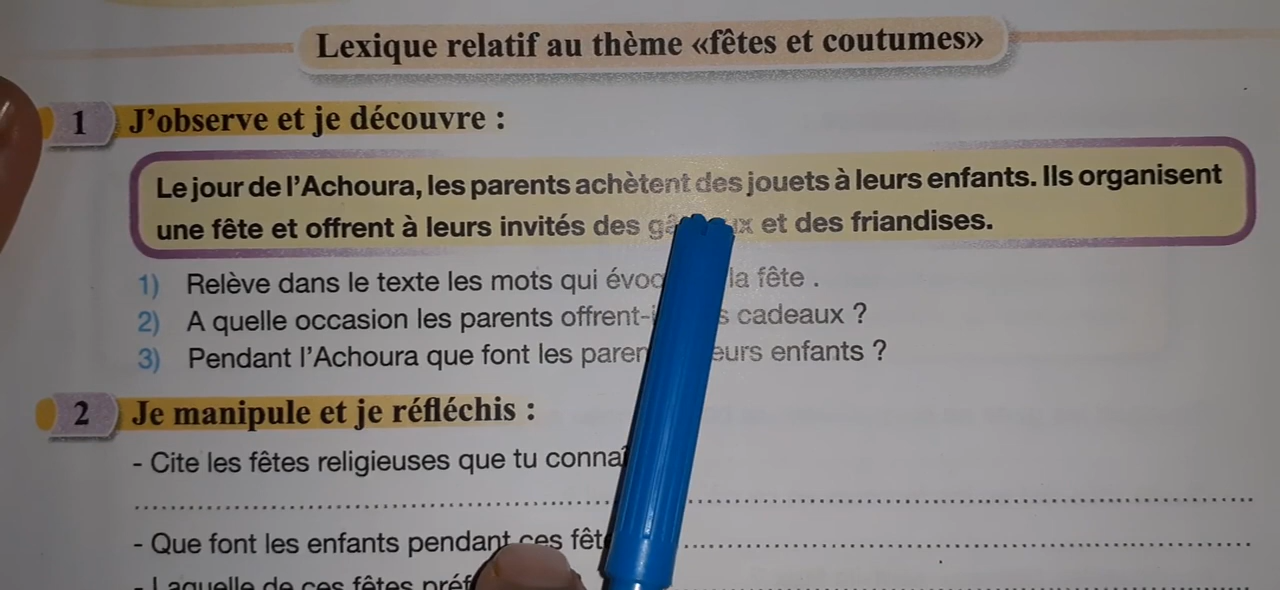 Lexique relatif au thème «fêtes et coutumes»
1 J'observe et je découvre :
Le jour de l'Achoura, les parents achètent des jouets à leurs enfants. Ils organisent
une fête et offrent à leurs invités des et des friandises.
1) Relève dans le texte les mots qui la fête .
2) A quelle occasion les parents cadeaux ?
3) Pendant l'Achoura que font les enfants ?
2 Je manipule et je réfléchis :
- Cite les fêtes religieuses que tu
- Que font les enfants pendant ces
- Laquelle de ces fêtes